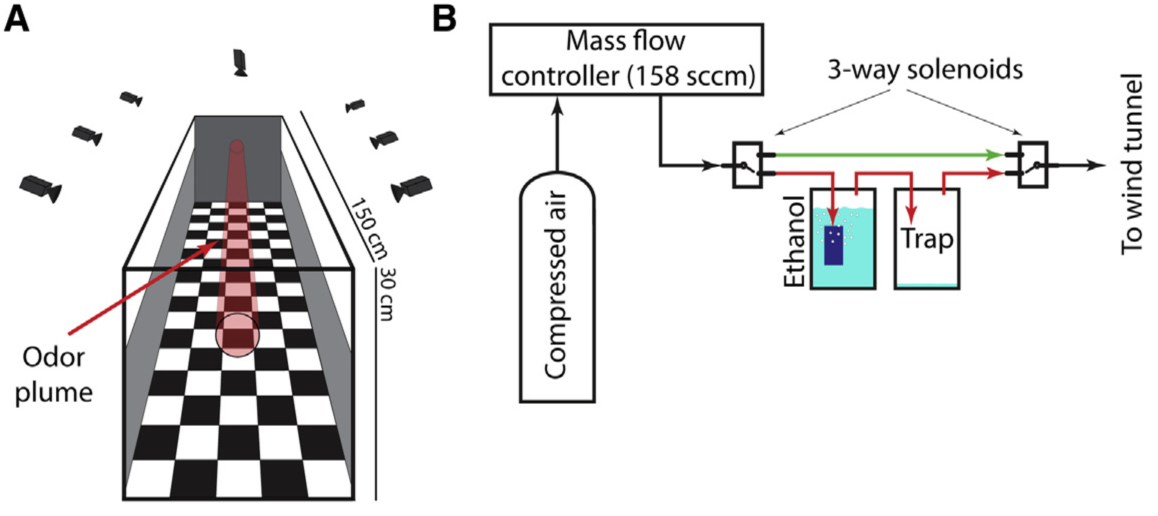 A
150 cm
30 cm
Odor
plume
B
Mass flow
controller (158 sccm)
3-way solenoids
Compressed air
Ethanol
Trap
To wind tunnel